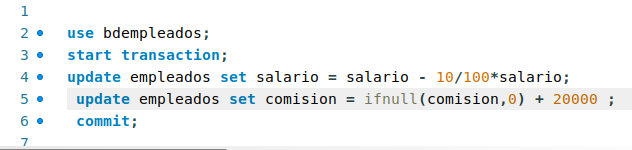 1
2 use bdempleados;
3 start transaction;
4 update empleados set salario = salario - 10/100*salario;
5 update empleados set comision = ifnull(comision,0) + 20000 ;
6 commit;
7